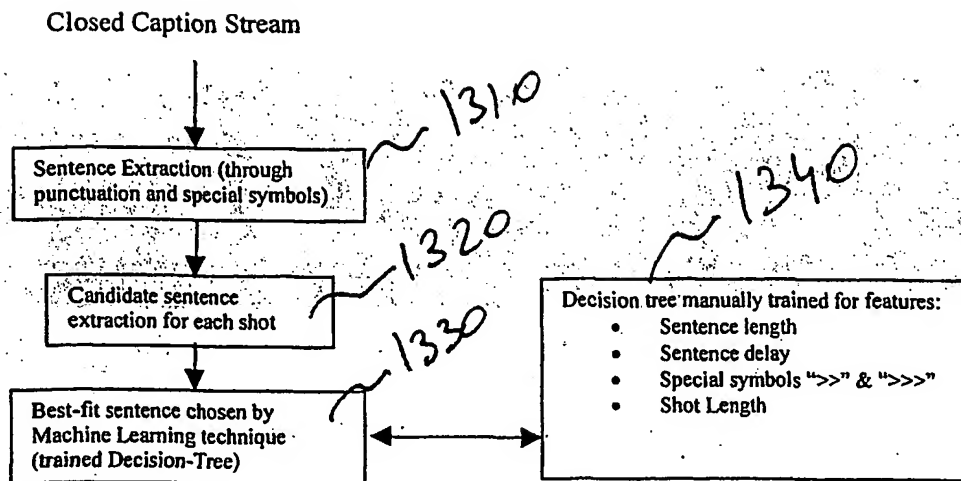 Closed Caption Stream
1310
Sentence Extraction (through
punctuation and special symbols)
1320
Candidate sentence
extraction for each shot
1330
Best-fit sentence chosen by
Machine Learning technique
(trained Decision-Tree)
1340
Decision tree manually trained for features:
• Sentence length
• Sentence delay
• Special symbols ">>" & ">>>"
• Shot Length